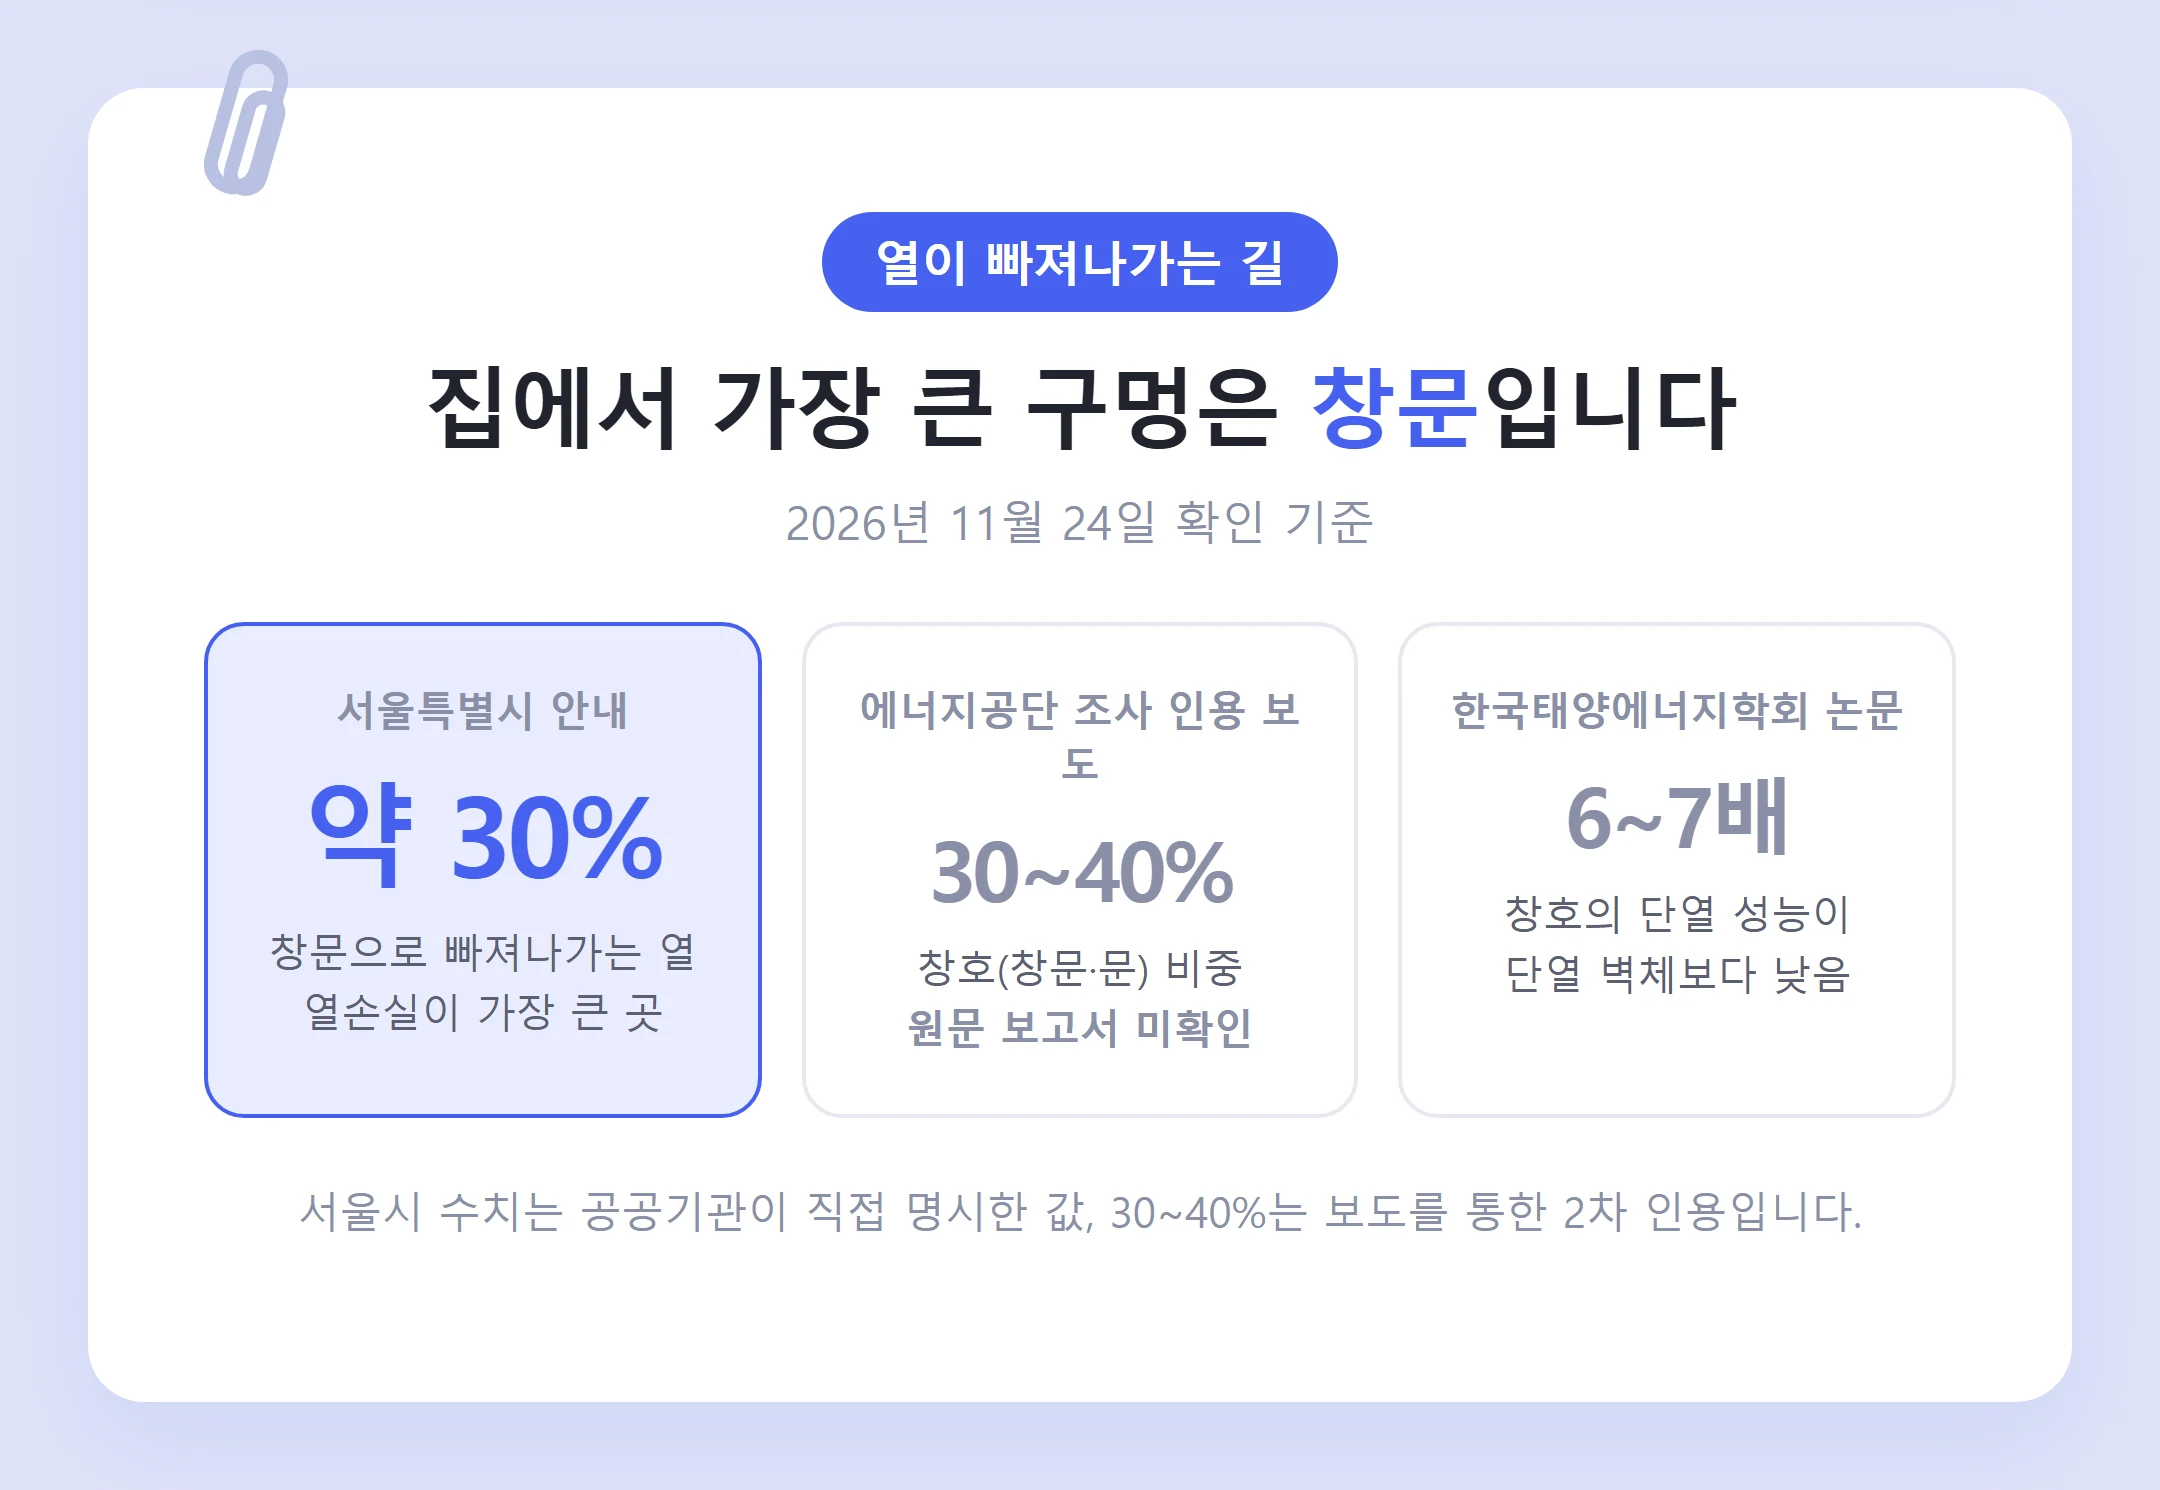 열이 빠져나가는 길
집에서 가장 큰 구멍은 창문입니다
2026년 11월 24일 확인 기준
서울특별시 안내
약 30%
창문으로 빠져나가는 열
열손실이 가장 큰 곳
에너지공단 조사 인용 보
도
30~40%
창호(창문·문) 비중
원문 보고서 미확인
한국태양에너지학회 논문
6~7배
창호의 단열 성능이
단열 벽체보다 낮음
서울시 수치는 공공기관이 직접 명시한 값, 30~40%는 보도를 통한 2차 인용입니다.